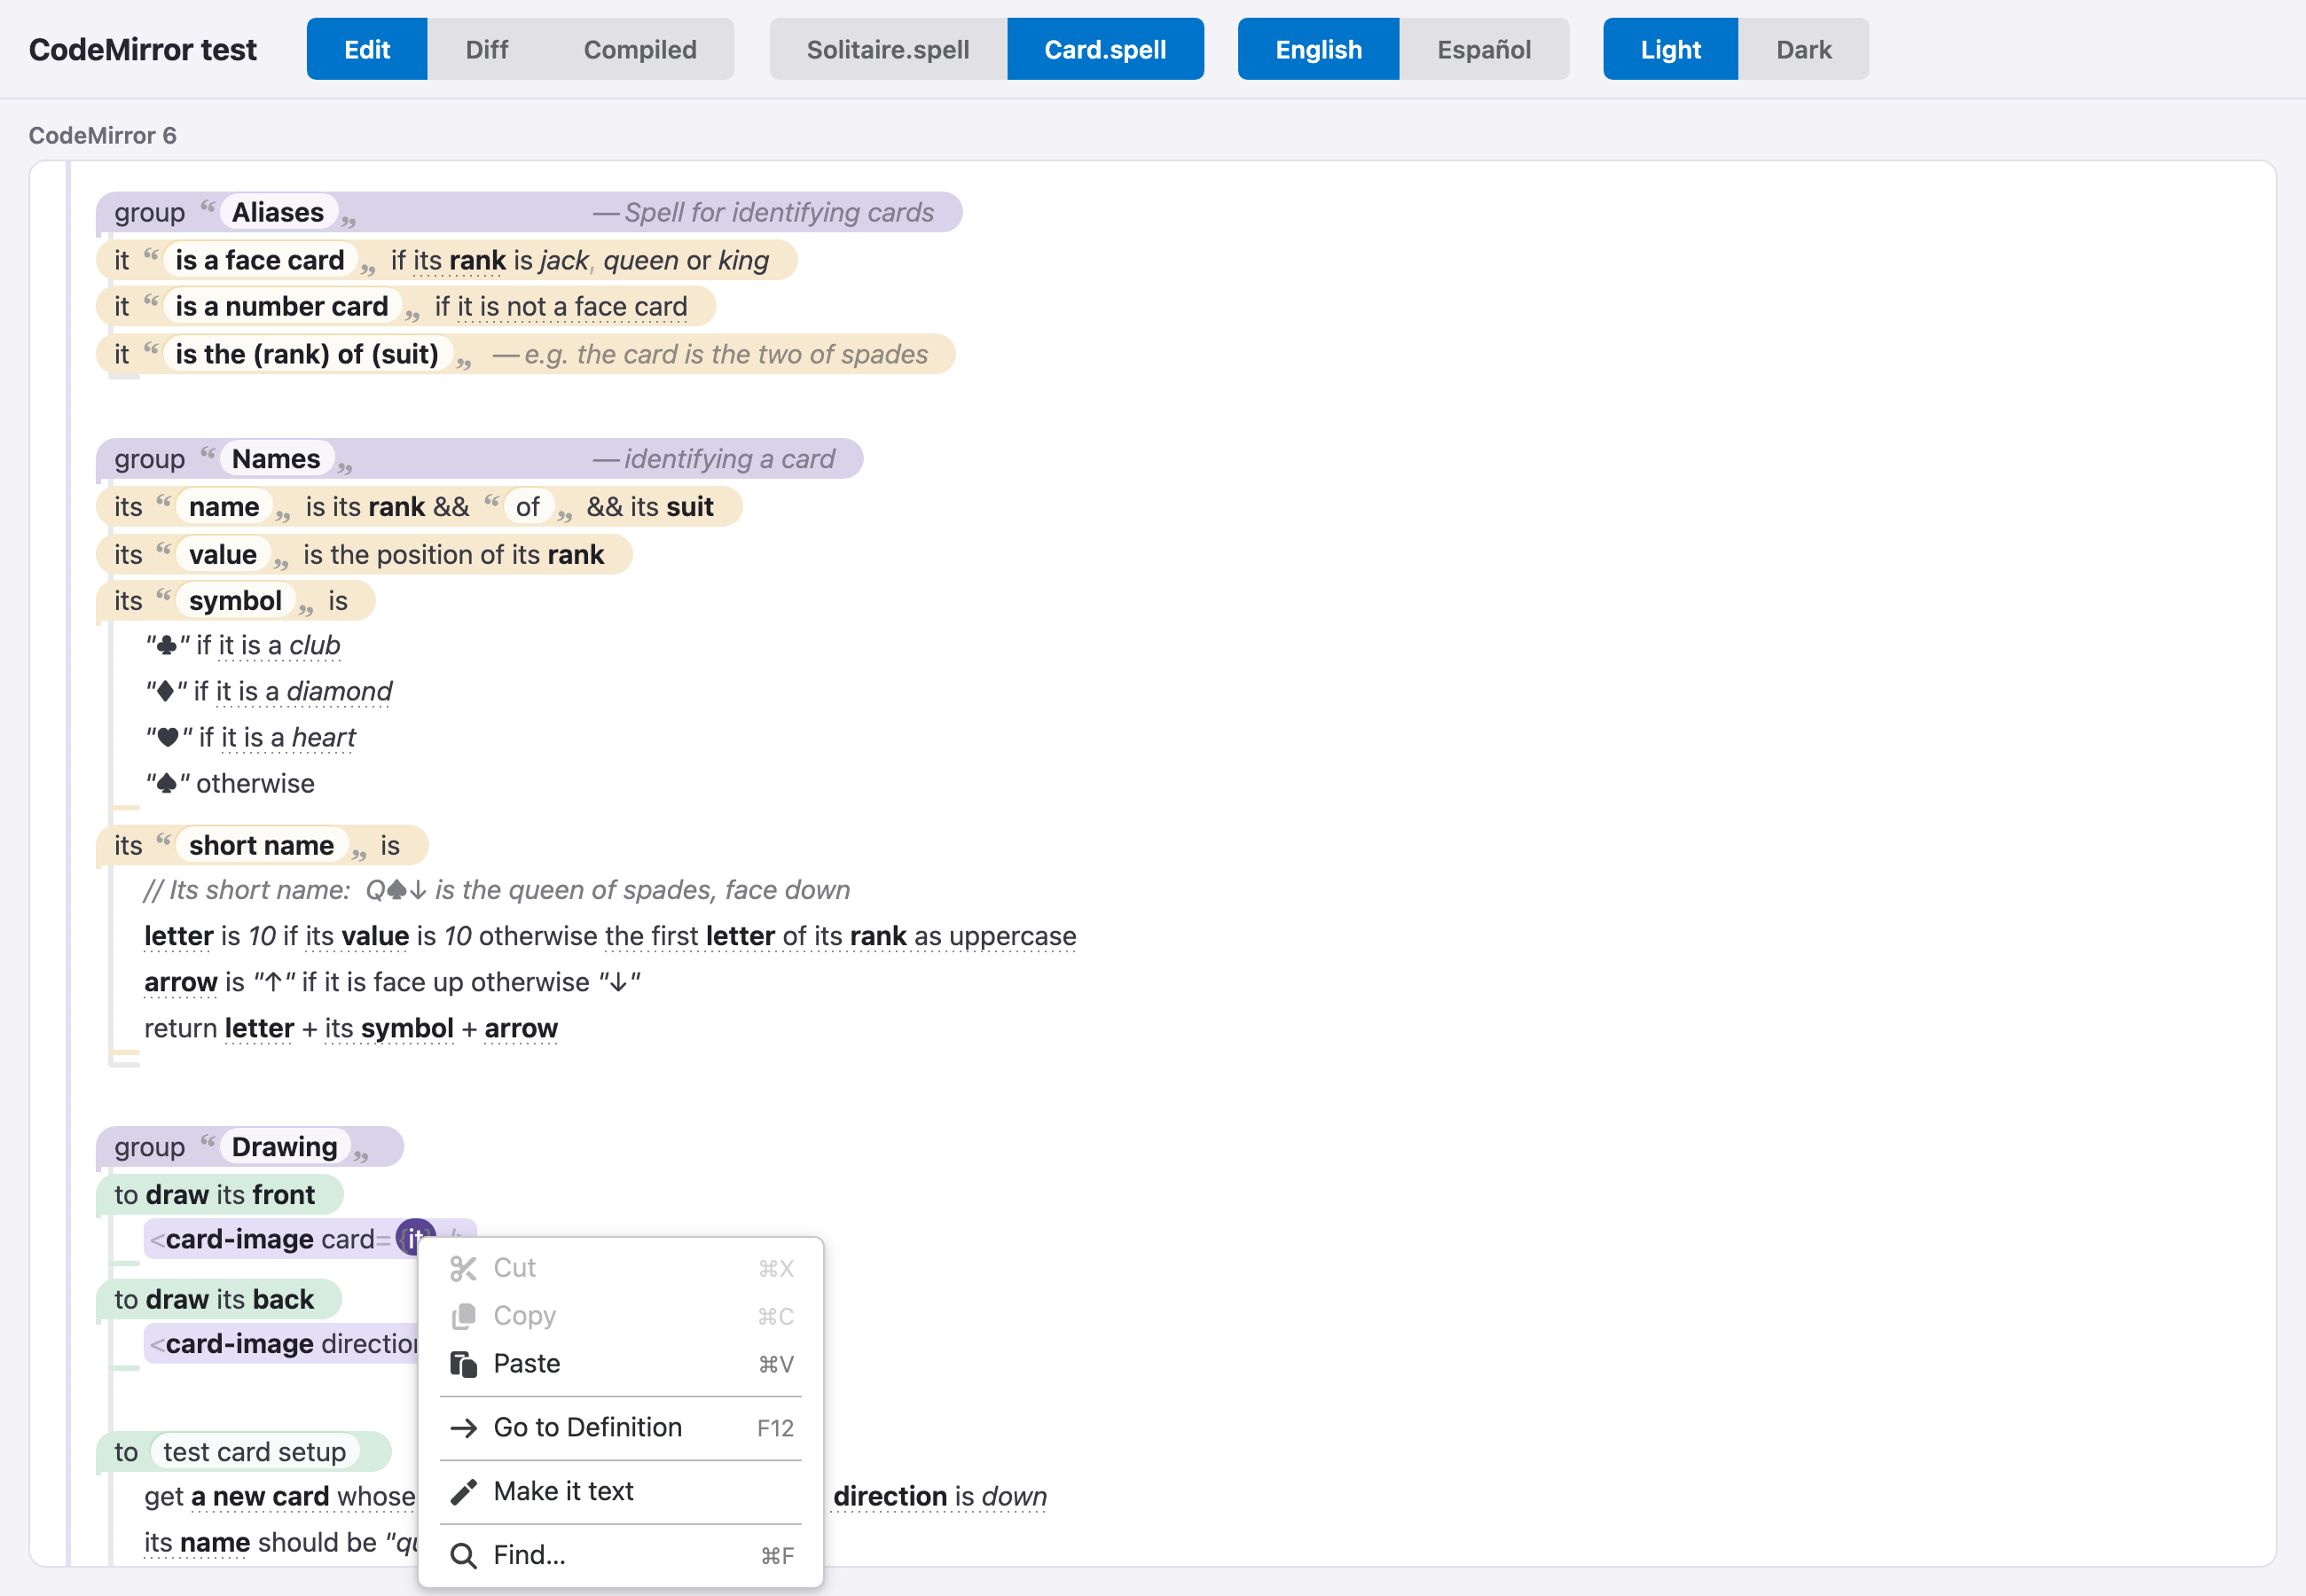 CodeMirror test Edit Diff Compiled Solitaire.spell Card.spell English Español Light Dark
CodeMirror 6
group “ Aliases „ — Spell for identifying cards
it “ is a face card „ if its rank is jack, queen or king
it “ is a number card „ if it is not a face card
it “ is the (rank) of (suit) „ — e.g. the card is the two of spades
group “ Names „ — identifying a card
its “ name „ is its rank && “ of „ && its suit
its “ value „ is the position of its rank
its “ symbol „ is
"♣" if it is a club
"♦" if it is a diamond
"♥" if it is a heart
"♠" otherwise
its “ short name „ is
// Its short name: Q♠↓ is the queen of spades, face down
letter is 10 if its value is 10 otherwise the first letter of its rank as uppercase
arrow is "↑" if it is face up otherwise "↓"
return letter + its symbol + arrow
group “ Drawing „
to draw its front
<card-image card={it
to draw its back
<card-image
to test card setup
get a new card whose direction is down
its name should be
Cut ⌘X
Copy ⌘C
Paste ⌘V
Go to Definition F12
Make it text
Find... ⌘F